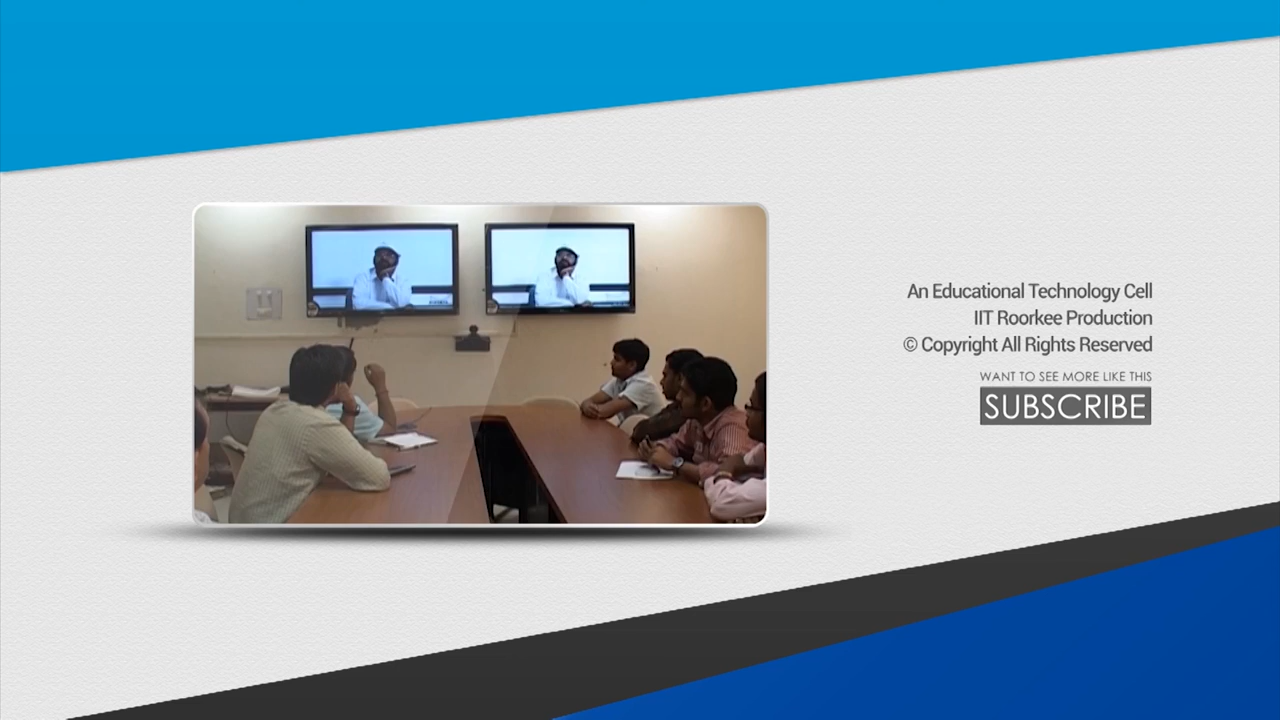 An Educational Technology Cell
IIT Roorkee Production
© Copyright All Rights Reserved
WANT TO SEE MORE LIKE THIS
SUBSCRIBE